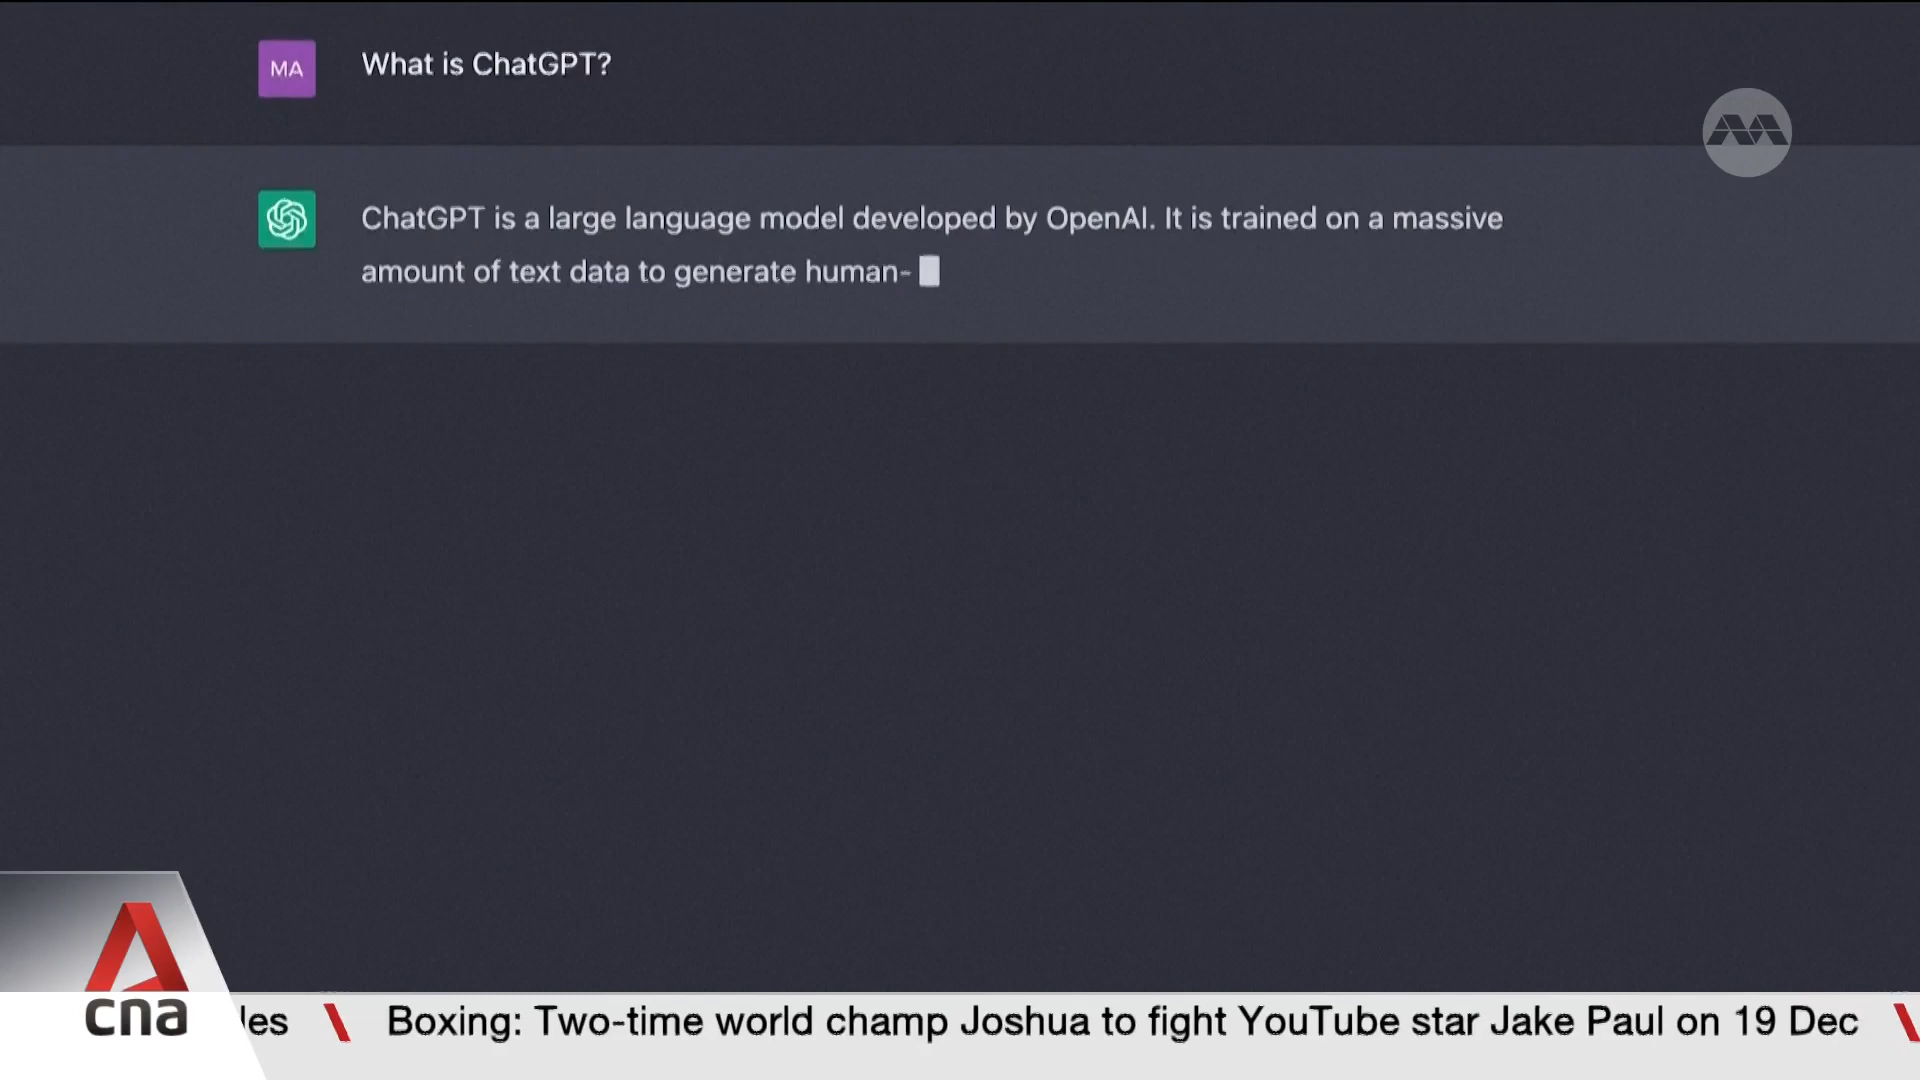 MA
What is ChatGPT?
ChatGPT is a large language model developed by OpenAI. It is trained on a massive
amount of text data to generate human-
cna
Boxing: Two-time world champ Joshua to fight YouTube star Jake Paul on 19 Dec